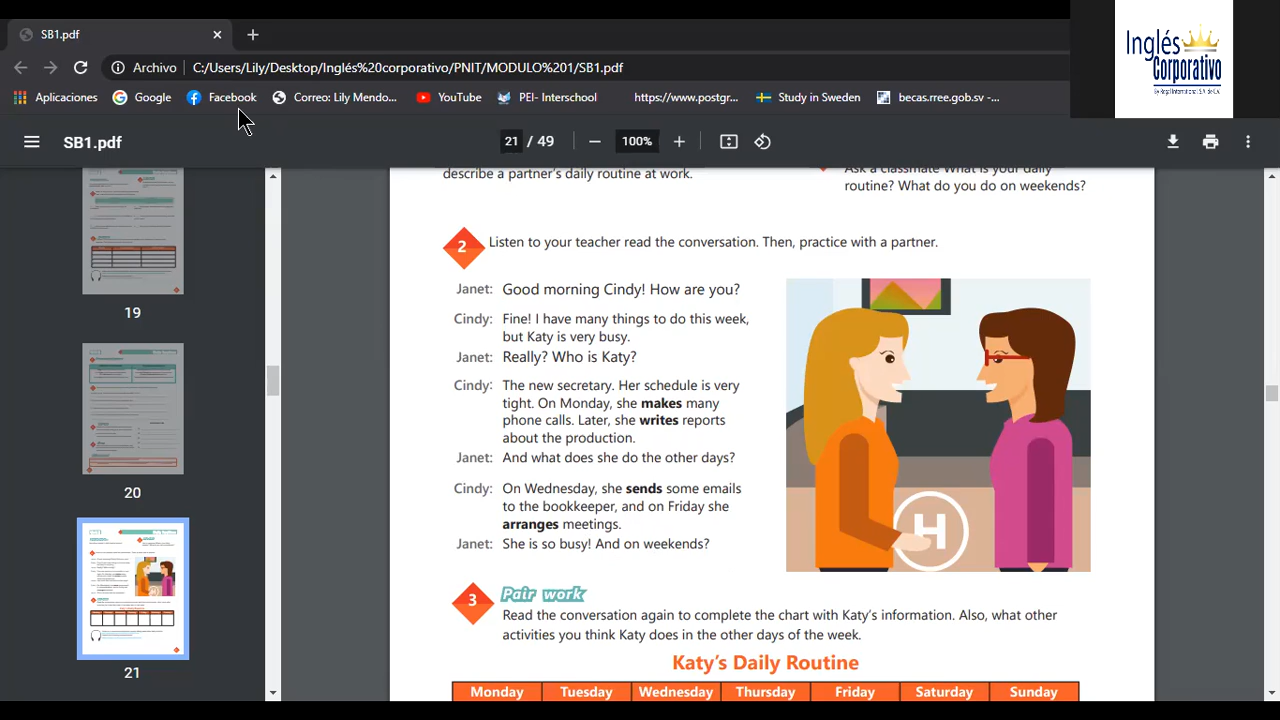 SB1.pdf
Archivo
C:/Users/Lily/Desktop/Inglés%20corporativo/PNIT/MODULO%201/SB1.pdf
Inglés
Corporativo
by Regal International S.A. de C.V.
Aplicaciones
Google
Facebook
Correo: Lily Mendo...
PEI- Interschool
https://www.postgr...
Study in Sweden
becas.rree.gob.sv -...
SB1.pdf
21 / 49
100%
19
20
21
describe a partner's daily routine at work.
Ask a classmate What is your daily
routine? What do you do on weekends?
2
Listen to your teacher read the conversation. Then, practice with a partner.
Janet: Good morning Cindy! How are you?
Cindy: Fine! I have many things to do this week,
but Katy is very busy.
Janet: Really? Who is Katy?
Cindy: The new secretary. Her schedule is very
tight. On Monday, she makes many
phone calls. Later, she writes reports
about the production.
Janet: And what does she do the other days?
Cindy: On Wednesday, she sends some emails
to the bookkeeper, and on Friday she
arranges meetings.
Janet: She is so busy! And on weekends?
H
3
Pair work
Read the conversation again to complete the chart with Katy's information. Also, what other
activities you think Katy does in the other days of the week.
Katy's Daily Routine
Monday Tuesday Wednesday Thursday Friday Saturday Sunday